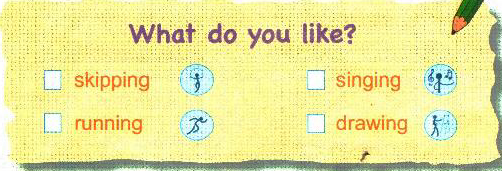 What do you like?
skipping singing
running drawing